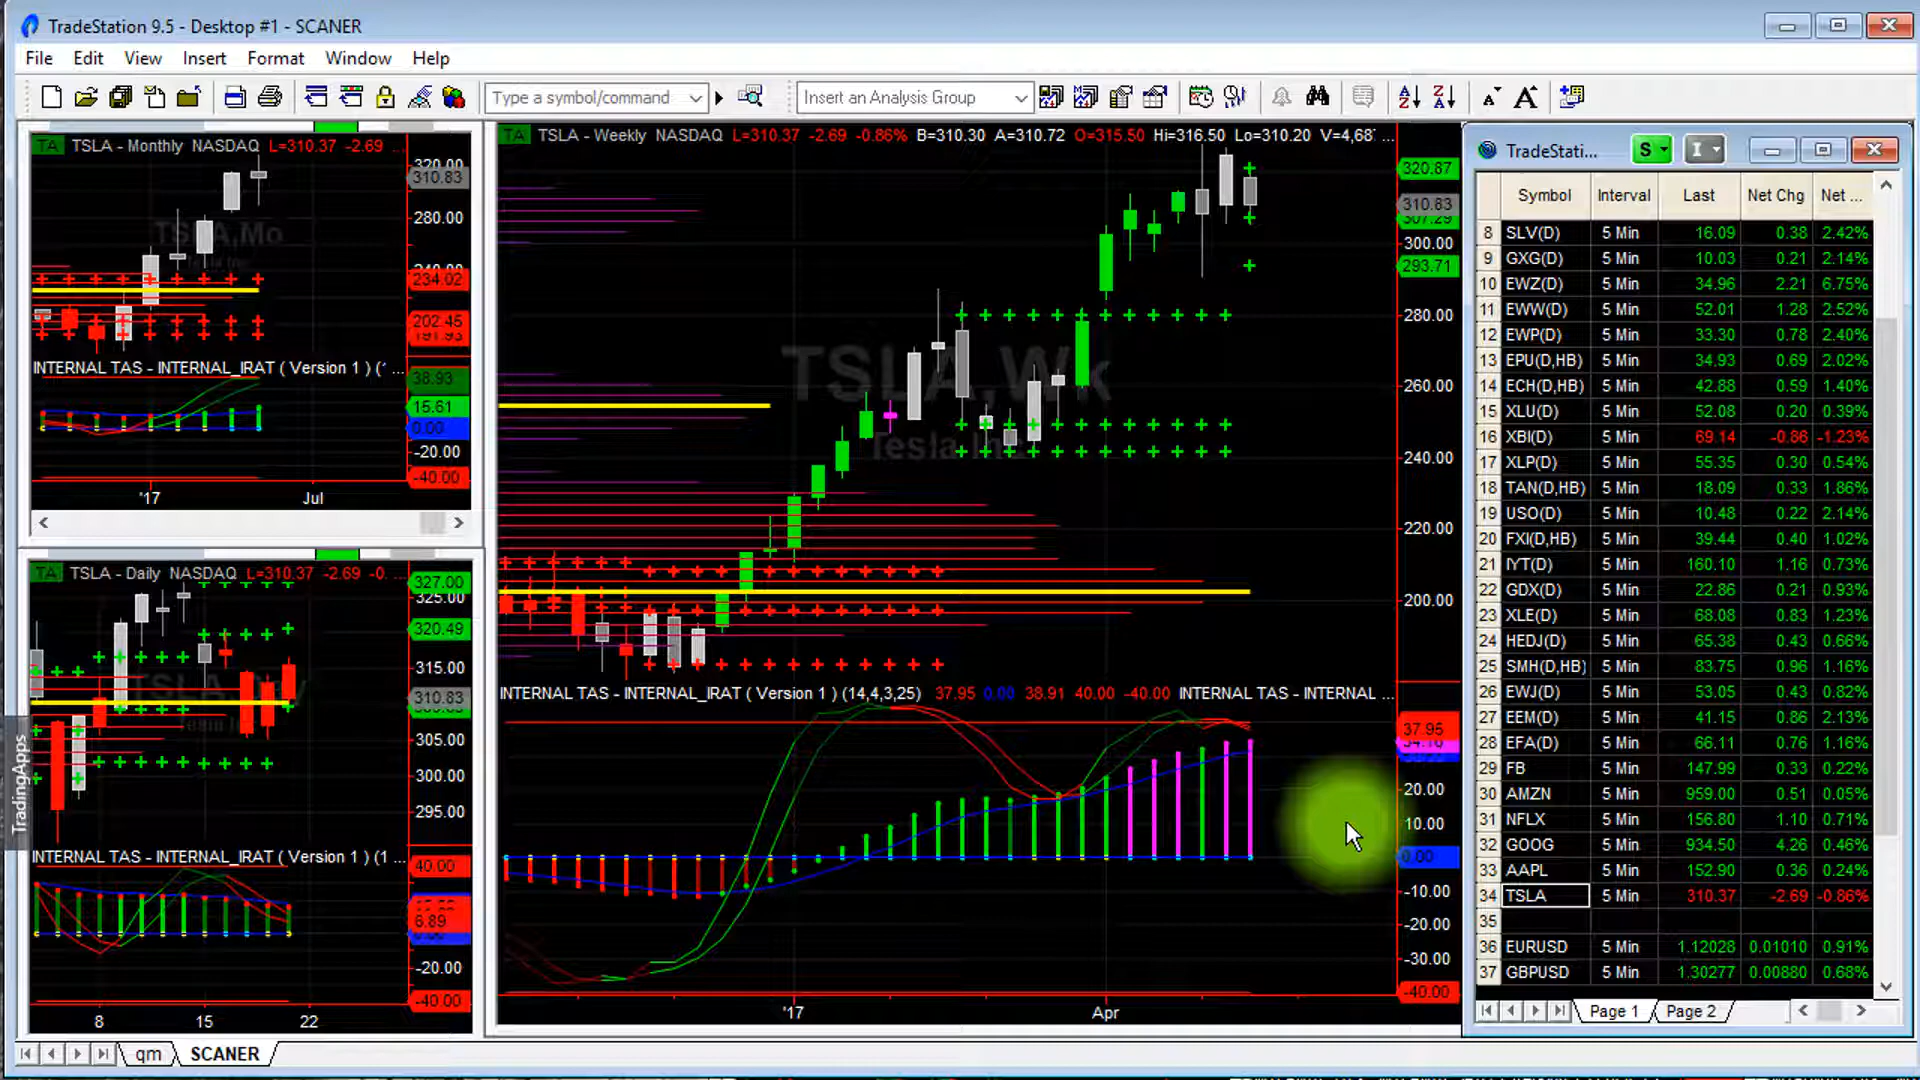 TradeStation 9.5 - Desktop #1 - SCANER
File Edit View Insert Format Window Help
Type a symbol/command
Insert an Analysis Group
TA TSLA - Monthly NASDAQ L=310.37 -2.69 ...
320.00
310.83
280.00
234.02
202.45
191.93
TSLA,Mo
INTERNAL TAS - INTERNAL_IRAT ( Version 1 ) (1 ...
38.93
15.61
0.00
-20.00
-40.00
'17 Jul
TA TSLA - Daily NASDAQ L=310.37 -2.69 -0. ...
327.00
325.00
320.49
315.00
310.83
305.00
300.00
295.00
INTERNAL TAS - INTERNAL_IRAT ( Version 1 ) (1 ...
40.00
6.89
-20.00
-40.00
8 15 22
TradingApps
TA TSLA - Weekly NASDAQ L=310.37 -2.69 -0.86% B=310.30 A=310.72 O=315.50 Hi=316.50 Lo=310.20 V=4,68 ...
320.87
310.83
307.29
300.00
293.71
280.00
260.00
240.00
220.00
200.00
TSLA,Wk
Tesla Inc
INTERNAL TAS - INTERNAL_IRAT ( Version 1 ) (14,4,3,25) 37.95 0.00 38.91 40.00 -40.00 INTERNAL TAS - INTERNAL ...
37.95
34.16
20.00
10.00
0.00
-10.00
-20.00
-30.00
-40.00
'17 Apr
TradeStati... S I
Symbol Interval Last Net Chg Net ...
8 SLV(D) 5 Min 16.09 0.38 2.42%
9 GXG(D) 5 Min 10.03 0.21 2.14%
10 EWZ(D) 5 Min 34.96 2.21 6.75%
11 EWW(D) 5 Min 52.01 1.28 2.52%
12 EWP(D) 5 Min 33.30 0.78 2.40%
13 EPU(D,HB) 5 Min 34.93 0.69 2.02%
14 ECH(D,HB) 5 Min 42.88 0.59 1.40%
15 XLU(D) 5 Min 52.08 0.20 0.39%
16 XBI(D) 5 Min 69.14 -0.86 -1.23%
17 XLP(D) 5 Min 55.35 0.30 0.54%
18 TAN(D,HB) 5 Min 18.09 0.33 1.86%
19 USO(D) 5 Min 10.48 0.22 2.14%
20 FXI(D,HB) 5 Min 39.44 0.40 1.02%
21 IYT(D) 5 Min 160.10 1.16 0.73%
22 GDX(D) 5 Min 22.86 0.21 0.93%
23 XLE(D) 5 Min 68.08 0.83 1.23%
24 HEDJ(D) 5 Min 65.38 0.43 0.66%
25 SMH(D,HB) 5 Min 83.75 0.96 1.16%
26 EWJ(D) 5 Min 53.05 0.43 0.82%
27 EEM(D) 5 Min 41.15 0.86 2.13%
28 EFA(D) 5 Min 66.11 0.76 1.16%
29 FB 5 Min 147.99 0.33 0.22%
30 AMZN 5 Min 959.00 0.51 0.05%
31 NFLX 5 Min 156.80 1.10 0.71%
32 GOOG 5 Min 934.50 4.26 0.46%
33 AAPL 5 Min 152.90 0.36 0.24%
34 TSLA 5 Min 310.37 -2.69 -0.86%
35
36 EURUSD 5 Min 1.12028 0.01010 0.91%
37 GBPUSD 5 Min 1.30277 0.00880 0.68%
Page 1 Page 2
qm SCANER